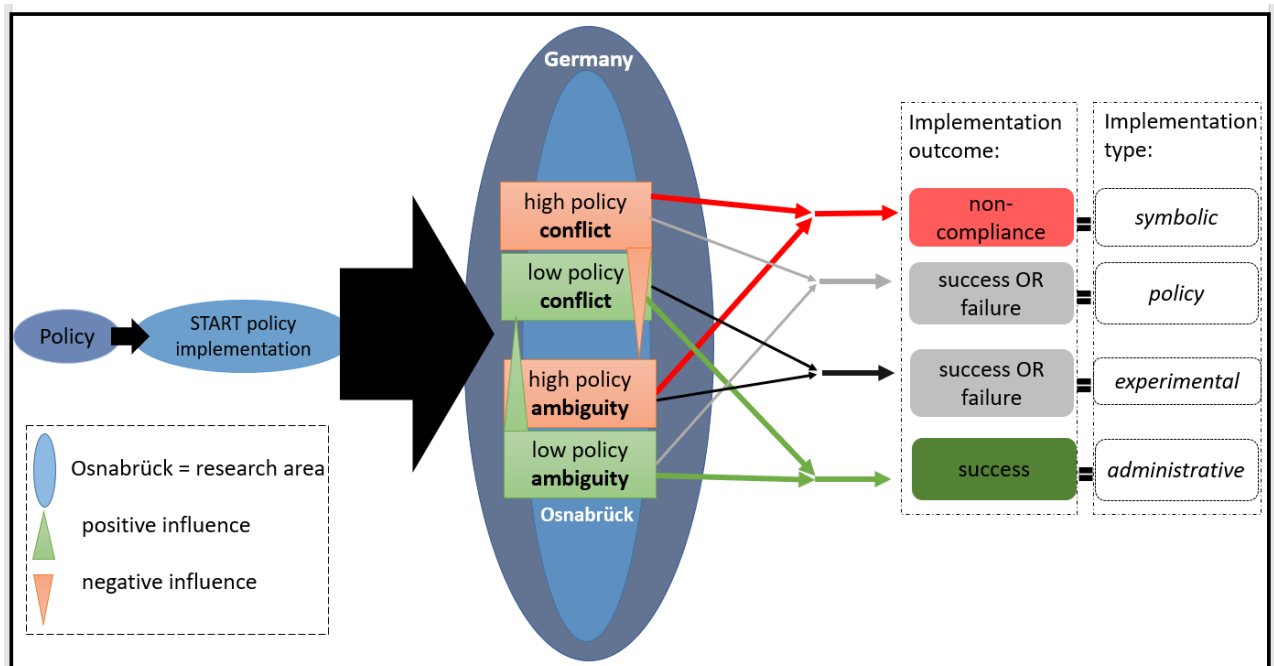 Germany
high policy
conflict
low policy
conflict
high policy
ambiguity
low policy
ambiguity
Osnabrück
Policy
START policy
implementation
Osnabrück = research area
positive influence
negative influence
Implementation
outcome:
non-
compliance
success OR
failure
success OR
failure
success
Implementation
type:
symbolic
policy
experimental
administrative